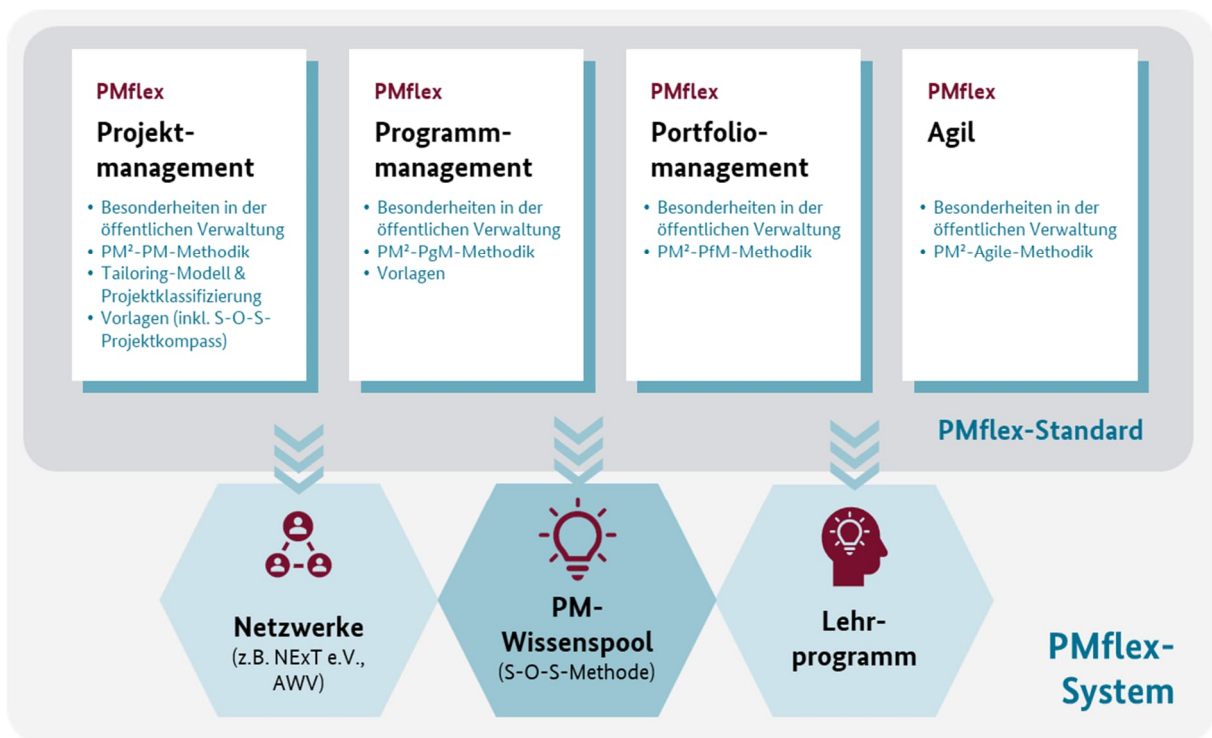 PMflex
Projekt-
management
• Besonderheiten in der
öffentlichen Verwaltung
• PM²-PM-Methodik
• Tailoring-Modell &
Projektklassifizierung
• Vorlagen (inkl. S-O-S-
Projektkompass)
PMflex
Programm-
management
• Besonderheiten in der
öffentlichen Verwaltung
• PM²-PgM-Methodik
• Vorlagen
PMflex
Portfolio-
management
• Besonderheiten in der
öffentlichen Verwaltung
• PM²-PfM-Methodik
PMflex
Agil
• Besonderheiten in der
öffentlichen Verwaltung
• PM²-Agile-Methodik
PMflex-Standard
Netzwerke
(z.B. NExT e.V.,
AWV)
PM-
Wissenspool
(S-O-S-Methode)
Lehr-
programm
PMflex-
System